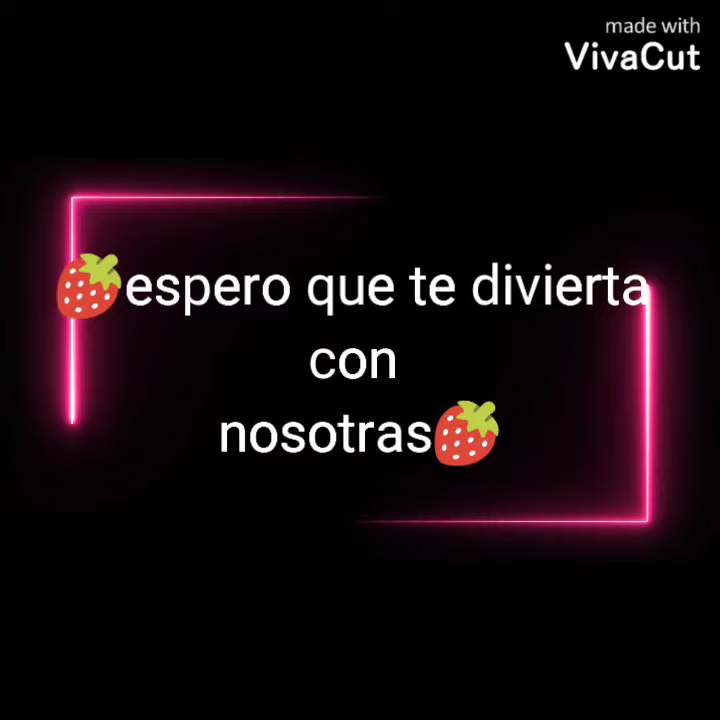 made with
VivaCut
🍓espero que te divierta
con
nosotras🍓